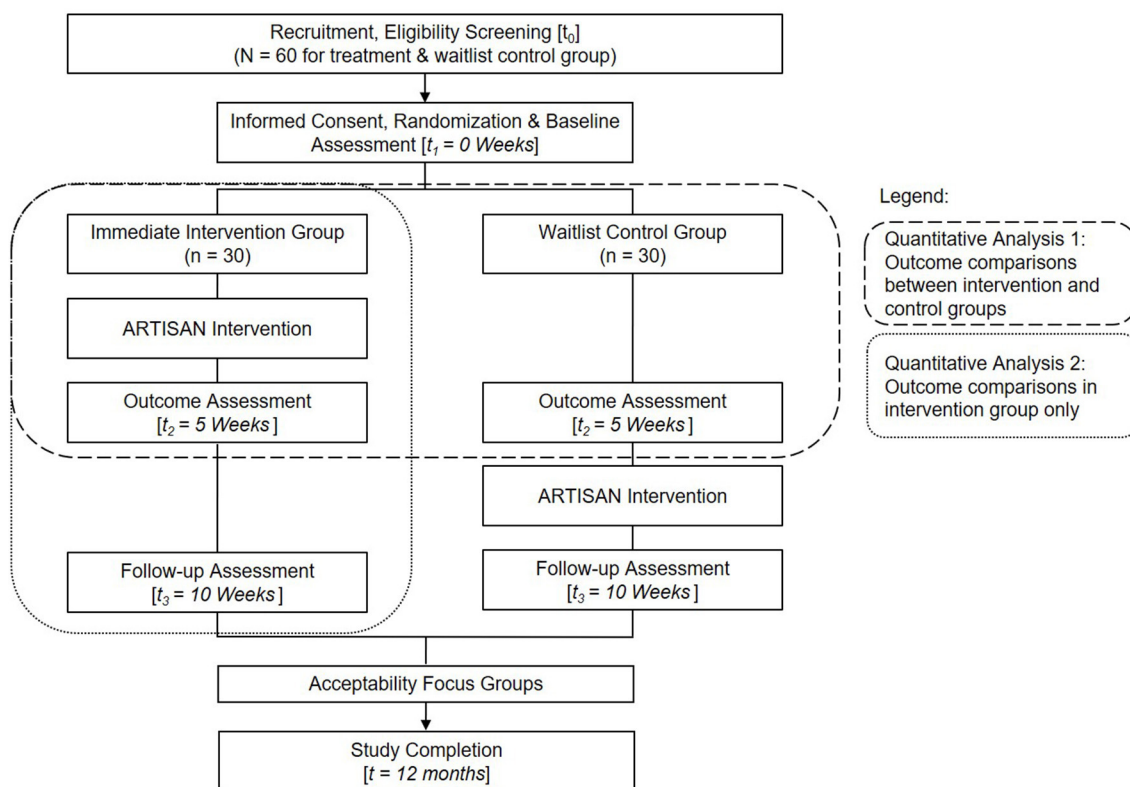 Recruitment, Eligibility Screening [t₀]
(N = 60 for treatment & waitlist control group)
Informed Consent, Randomization & Baseline
Assessment [t₁ = 0 Weeks]
Immediate Intervention Group
(n = 30)
Waitlist Control Group
(n = 30)
ARTISAN Intervention
Outcome Assessment
[t₂ = 5 Weeks ]
Outcome Assessment
[t₂ = 5 Weeks ]
ARTISAN Intervention
Follow-up Assessment
[t₃ = 10 Weeks ]
Follow-up Assessment
[t₃ = 10 Weeks ]
Acceptability Focus Groups
Study Completion
[t = 12 months]
Legend:
Quantitative Analysis 1:
Outcome comparisons
between intervention and
control groups
Quantitative Analysis 2:
Outcome comparisons in
intervention group only